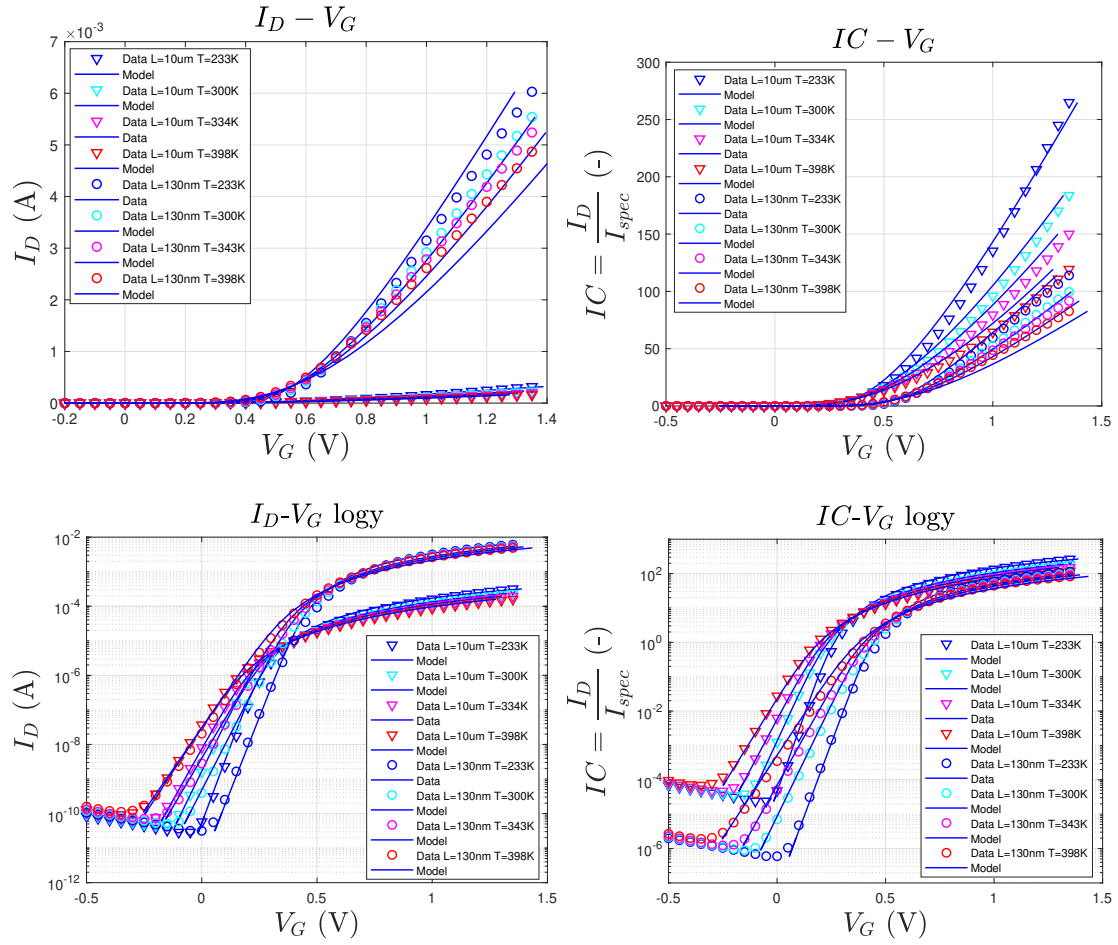 I_D − V_G
×10^-3
7
6
5
4
3
2
1
0
I_D (A)
Data L=10um T=233K
Model
Data L=10um T=300K
Model
Data L=10um T=334K
Data
Data L=10um T=398K
Model
Data L=130nm T=233K
Data
Data L=130nm T=300K
Model
Data L=130nm T=343K
Model
Data L=130nm T=398K
Model
-0.2 0 0.2 0.4 0.6 0.8 1 1.2 1.4
V_G (V)
IC − V_G
300
250
200
150
100
50
0
IC = I_D / I_spec (-)
Data L=10um T=233K
Model
Data L=10um T=300K
Model
Data L=10um T=334K
Data
Data L=10um T=398K
Model
Data L=130nm T=233K
Data
Data L=130nm T=300K
Model
Data L=130nm T=343K
Model
Data L=130nm T=398K
Model
-0.5 0 0.5 1 1.5
V_G (V)
I_D-V_G logy
10^-2
10^-4
10^-6
10^-8
10^-10
10^-12
I_D (A)
Data L=10um T=233K
Model
Data L=10um T=300K
Model
Data L=10um T=334K
Data
Data L=10um T=398K
Model
Data L=130nm T=233K
Data
Data L=130nm T=300K
Model
Data L=130nm T=343K
Model
Data L=130nm T=398K
Model
-0.5 0 0.5 1 1.5
V_G (V)
IC-V_G logy
10^2
10^0
10^-2
10^-4
10^-6
IC = I_D / I_spec (-)
Data L=10um T=233K
Model
Data L=10um T=300K
Model
Data L=10um T=334K
Data
Data L=10um T=398K
Model
Data L=130nm T=233K
Data
Data L=130nm T=300K
Model
Data L=130nm T=343K
Model
Data L=130nm T=398K
Model
-0.5 0 0.5 1 1.5
V_G (V)